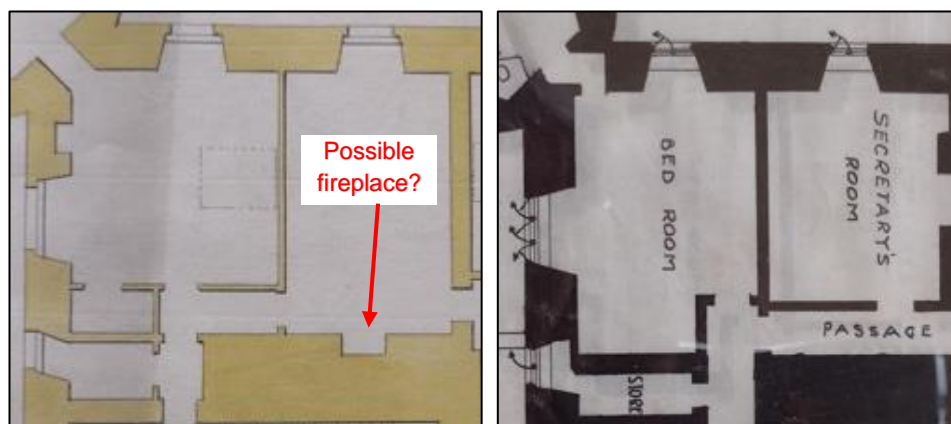 Possible
fireplace?
BED ROOM
SECRETARY'S
ROOM
PASSAGE
STORE